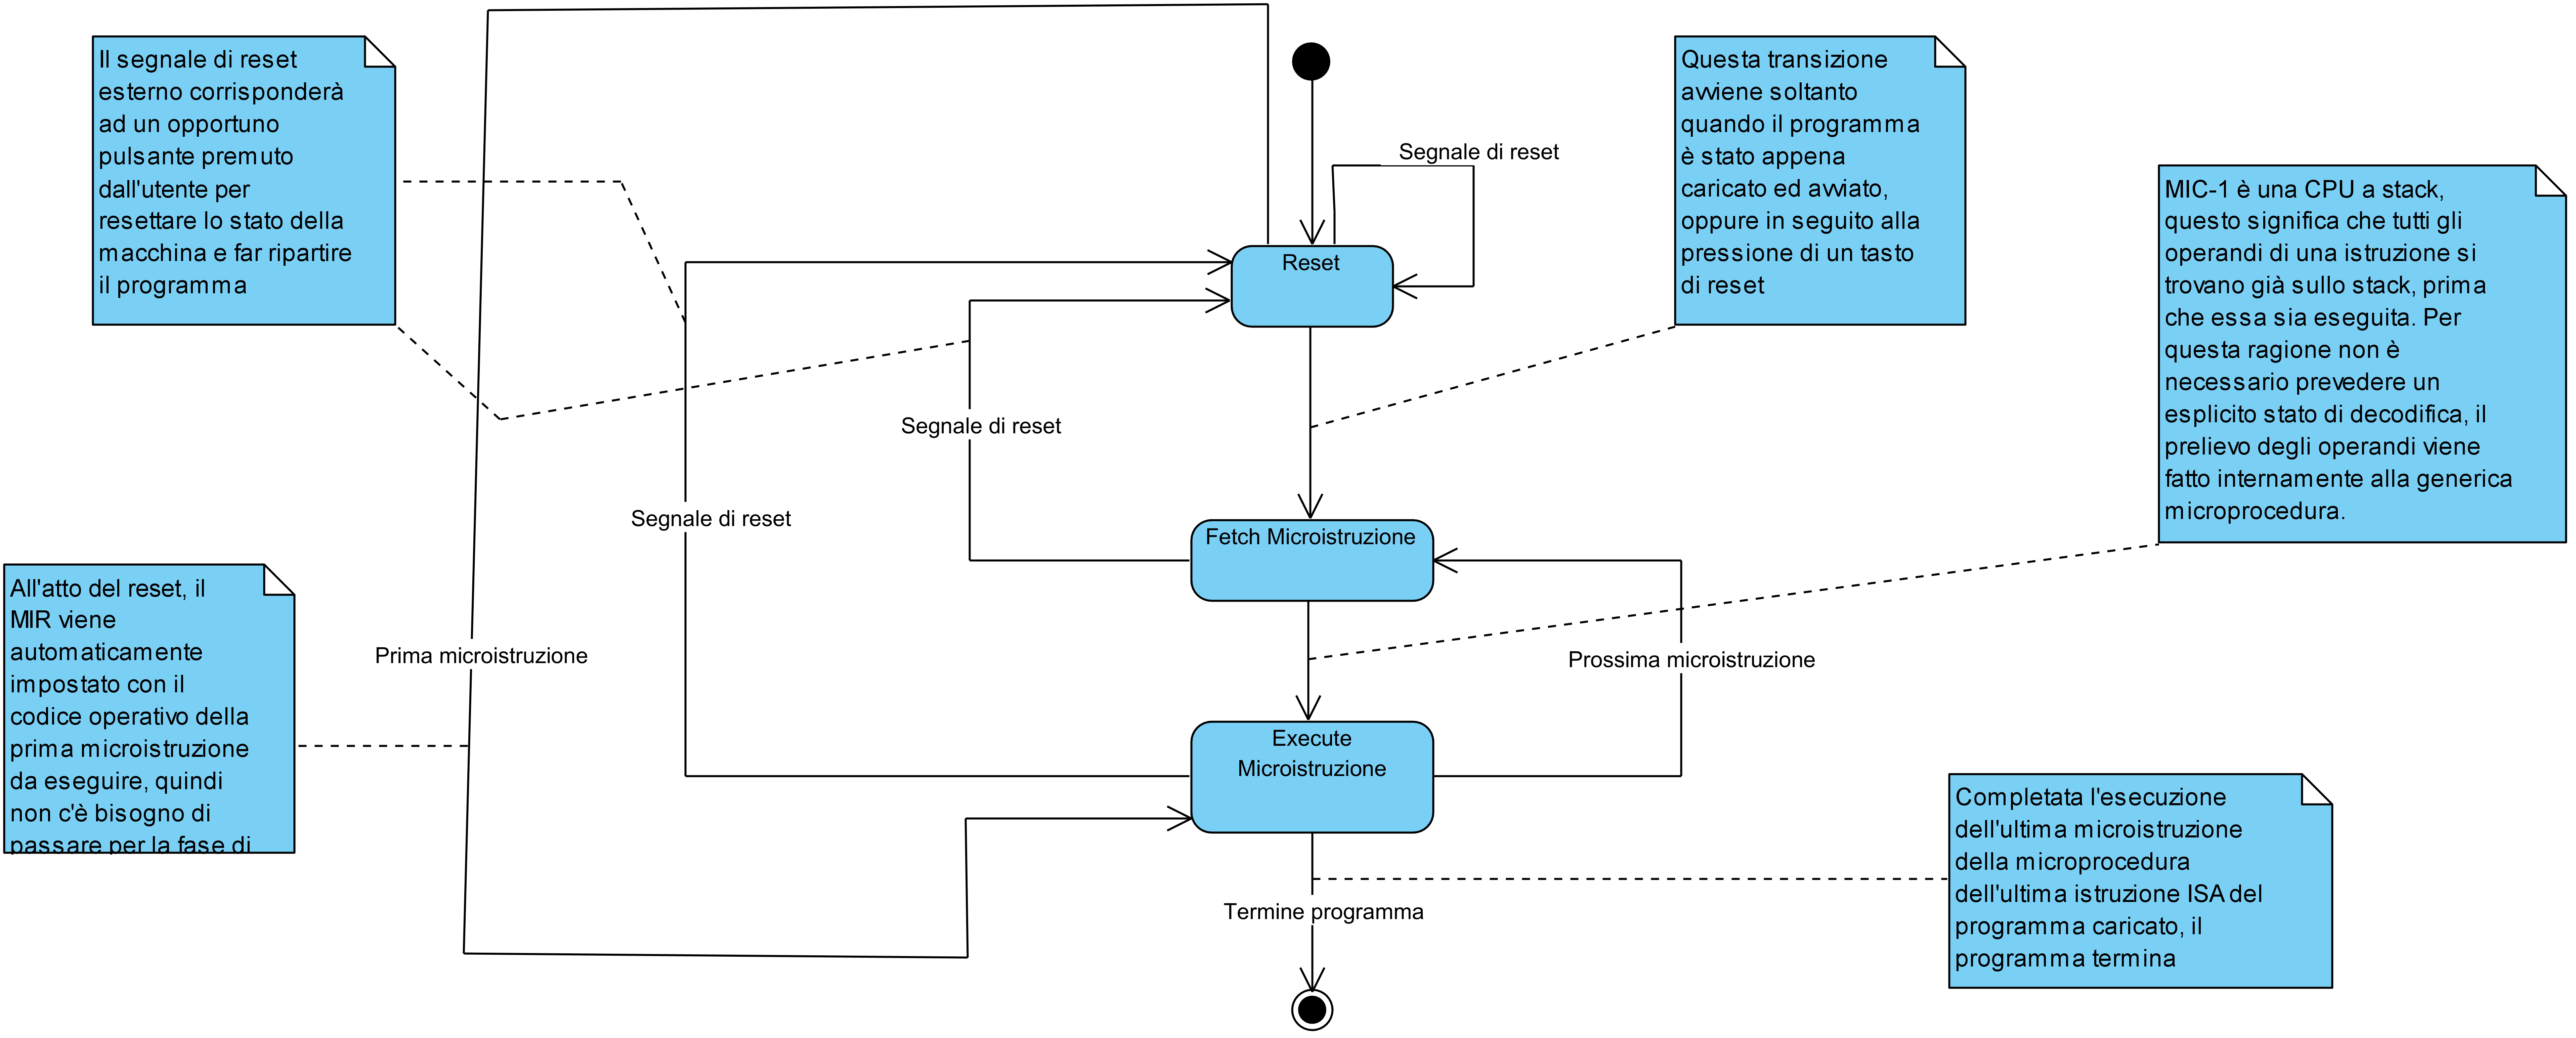 Il segnale di reset
esterno corrisponderà
ad un opportuno
pulsante premuto
dall'utente per
resettare lo stato della
macchina e far ripartire
il programma
Segnale di reset
Questa transizione
avviene soltanto
quando il programma
è stato appena
caricato ed avviato,
oppure in seguito alla
pressione di un tasto
di reset
MIC-1 è una CPU a stack,
questo significa che tutti gli
operandi di una istruzione si
trovano già sullo stack, prima
che essa sia eseguita. Per
questa ragione non è
necessario prevedere un
esplicito stato di decodifica, il
prelievo degli operandi viene
fatto internamente alla generica
microprocedura.
Reset
Segnale di reset
Segnale di reset
Fetch Microistruzione
All'atto del reset, il
MIR viene
automaticamente
impostato con il
codice operativo della
prima microistruzione
da eseguire, quindi
non c'è bisogno di
passare per la fase di
Prima microistruzione
Prossima microistruzione
Execute
Microistruzione
Termine programma
Completata l'esecuzione
dell'ultima microistruzione
della microprocedura
dell'ultima istruzione ISA del
programma caricato, il
programma termina